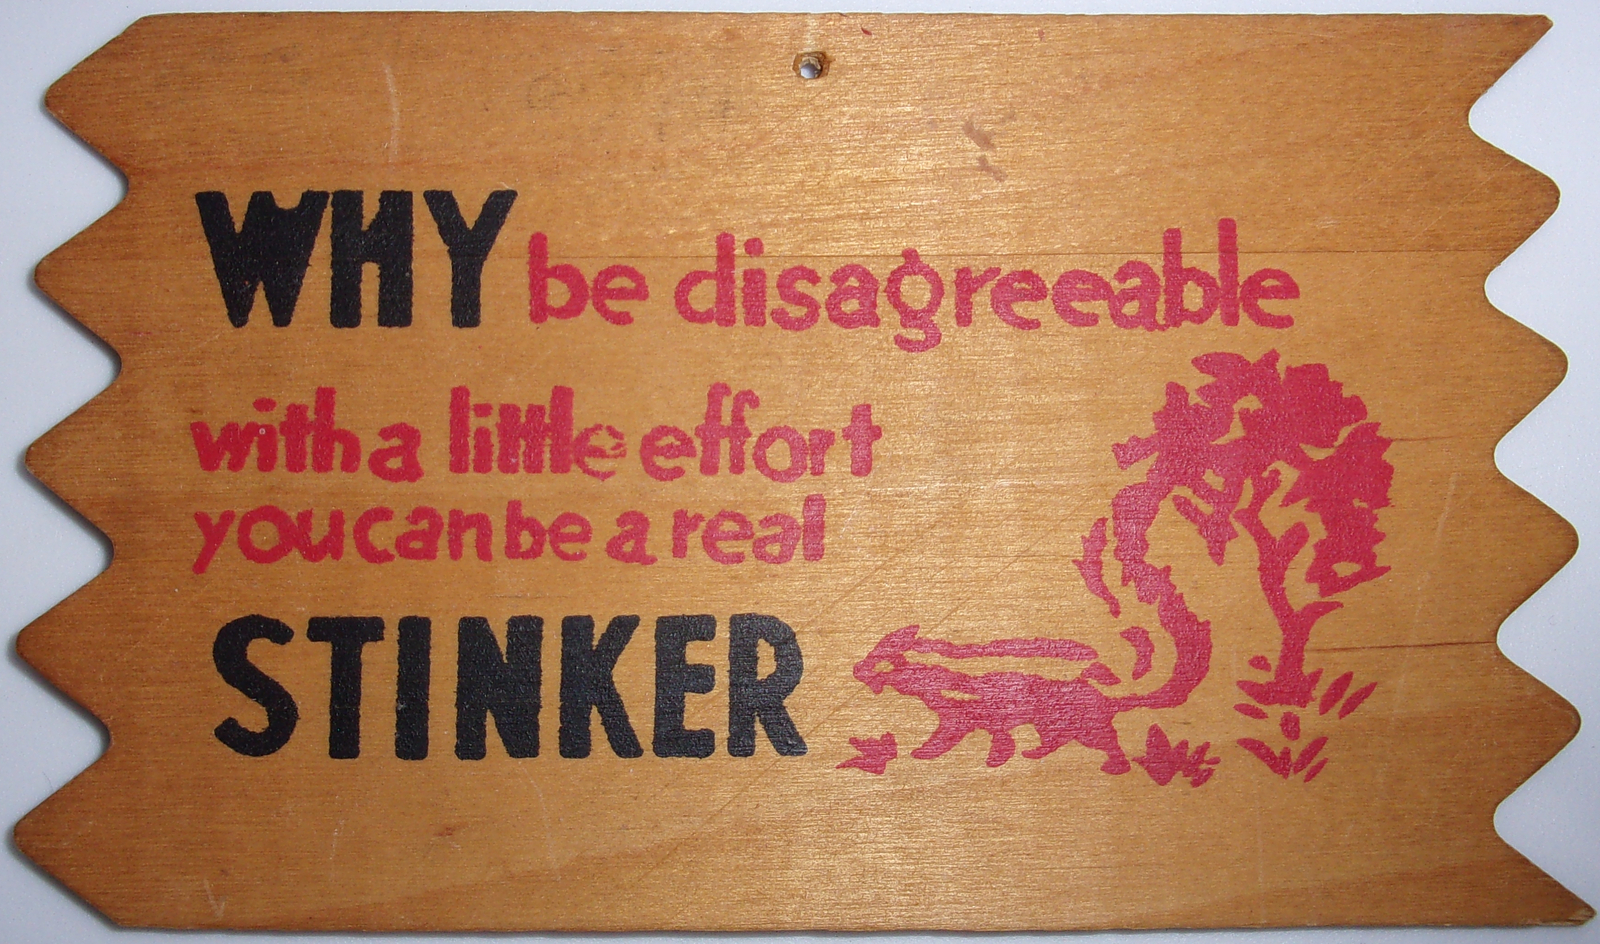 WHY be disagreeable
with a little effort
you can be a real
STINKER